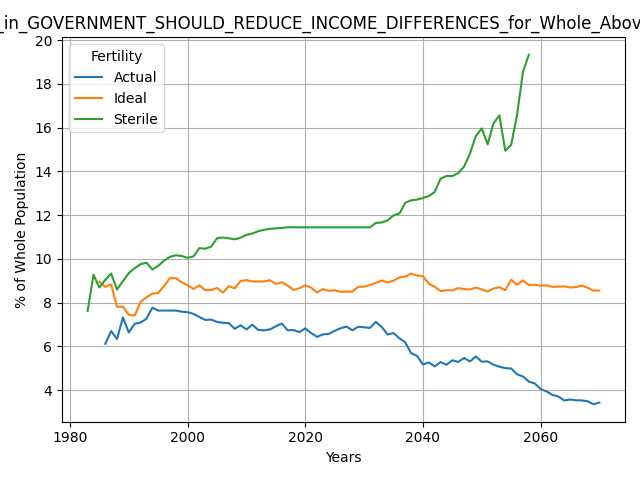 _in_GOVERNMENT_SHOULD_REDUCE_INCOME_DIFFERENCES_for_Whole_Abov
Fertility
Actual
Ideal
Sterile
20
18
16
14
12
10
8
6
4
% of Whole Population
1980
2000
2020
2040
2060
Years